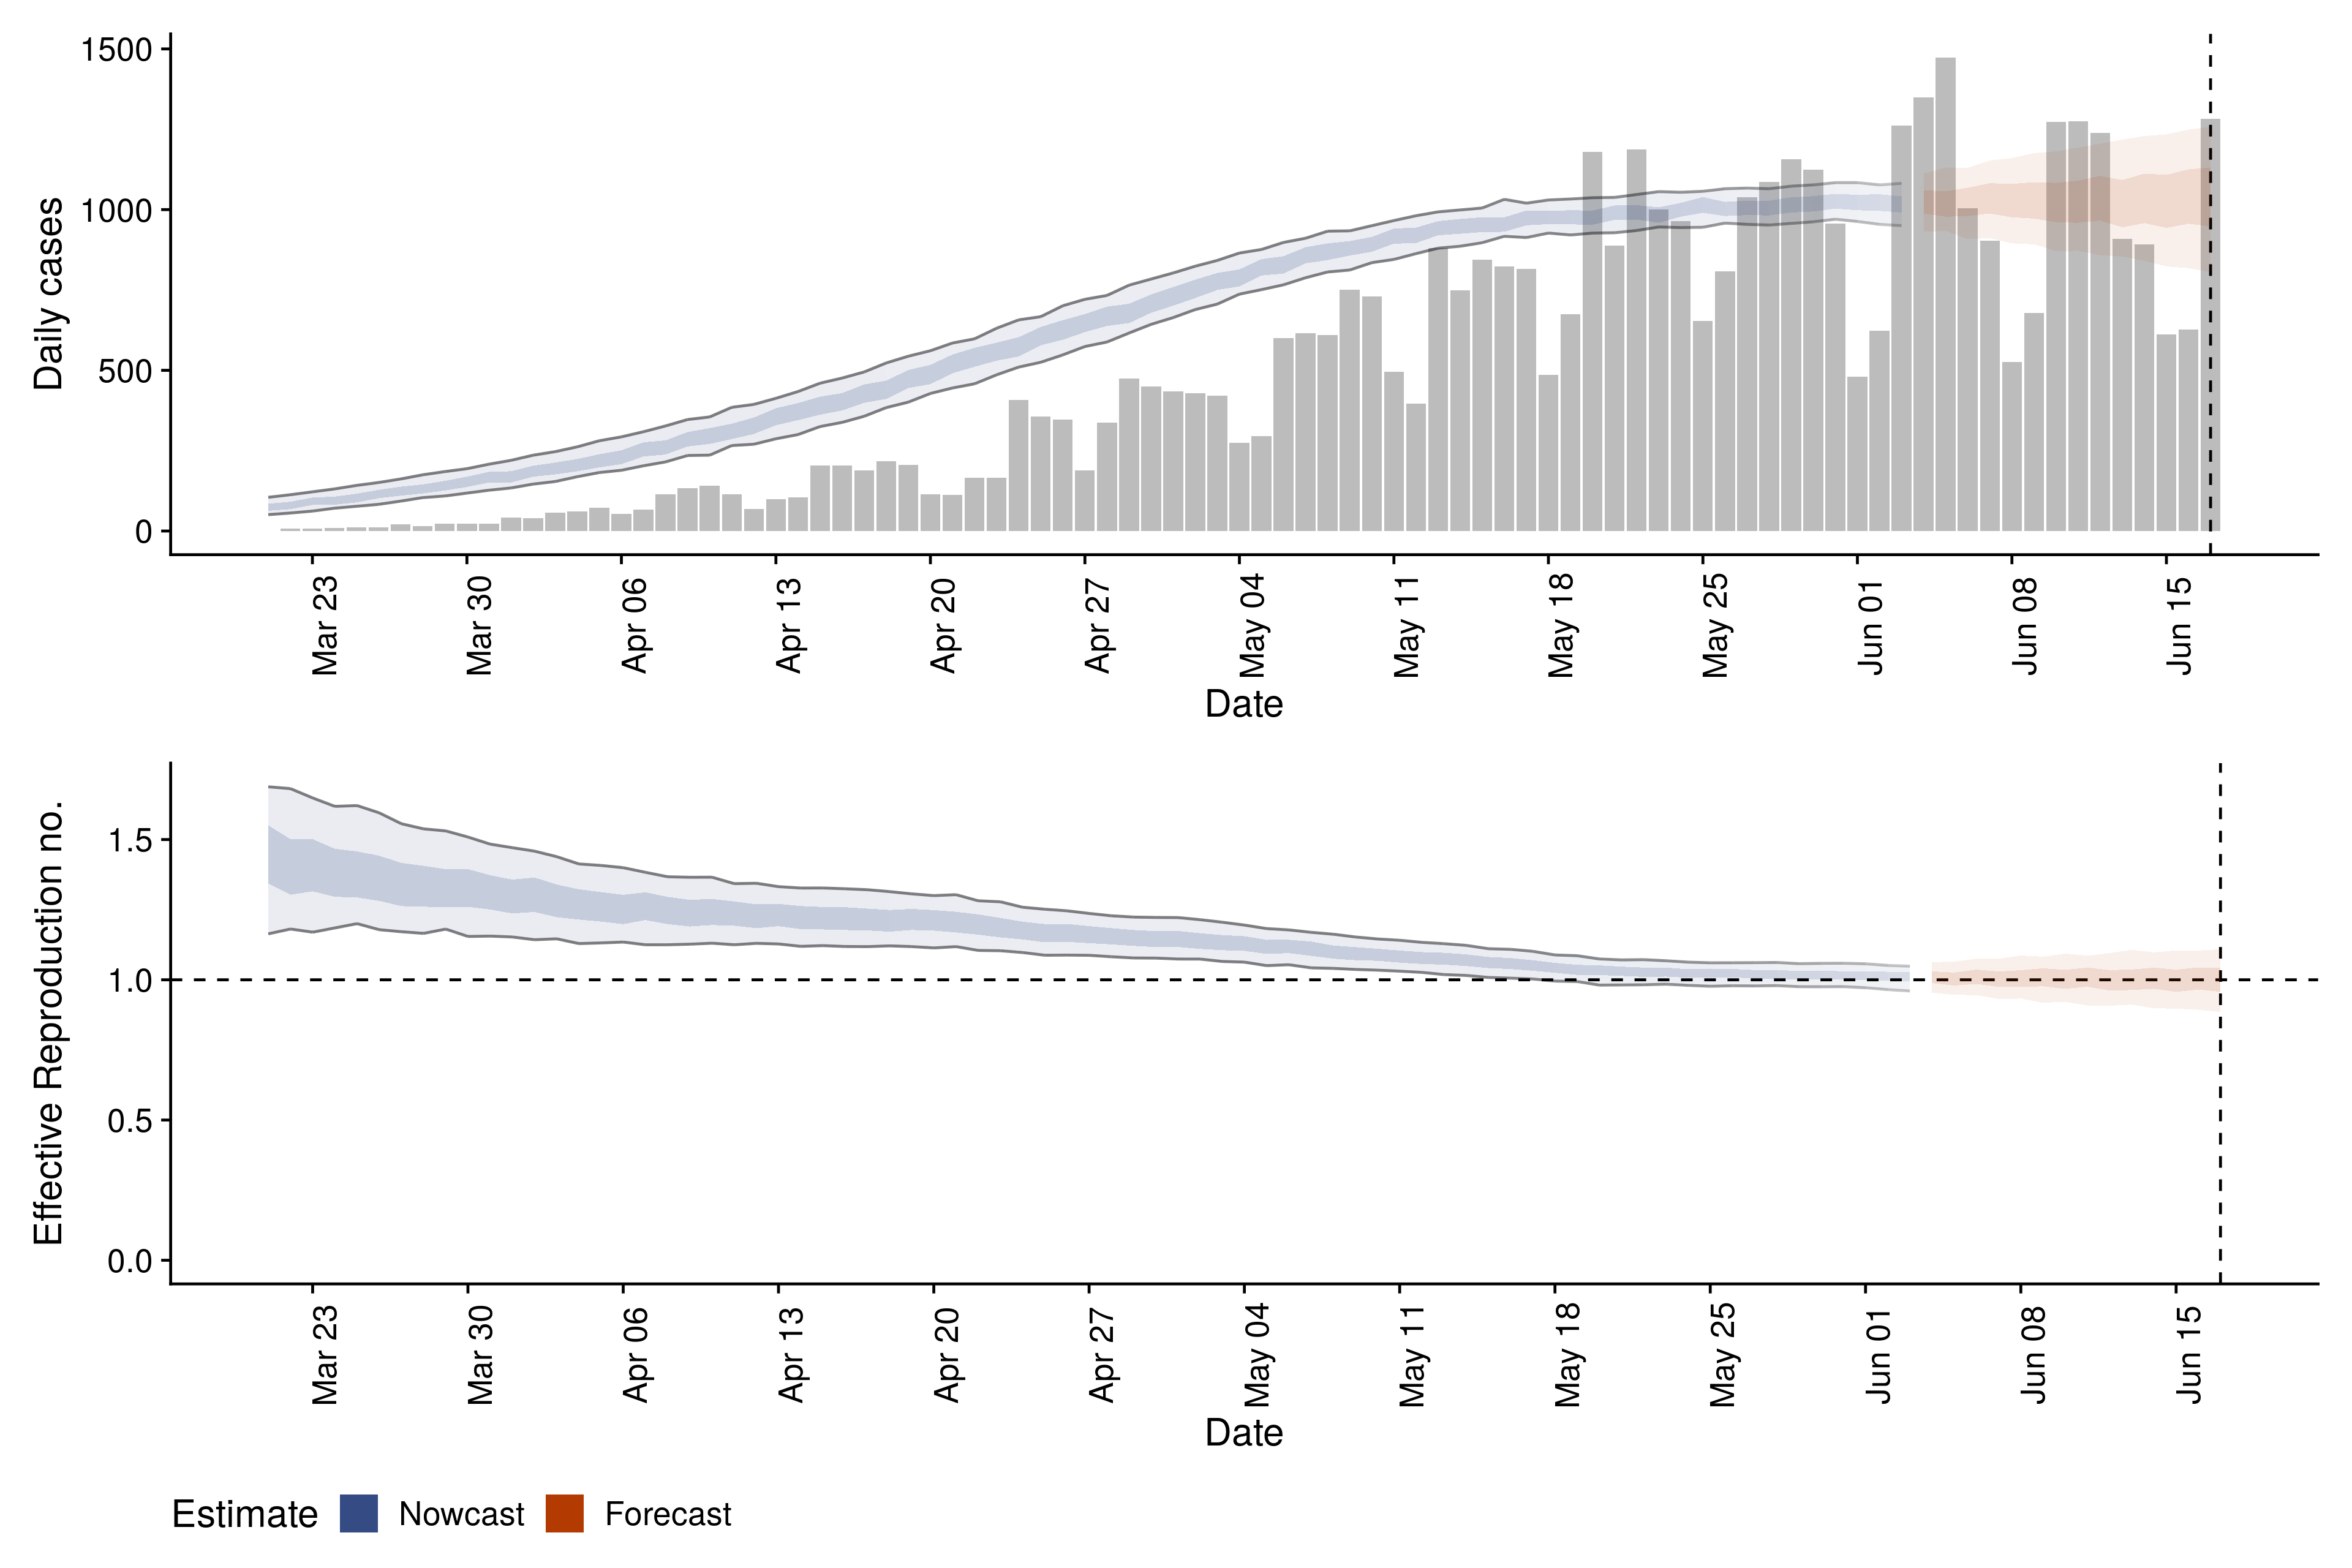 Daily cases
1500
1000
500
0
Mar 23
Mar 30
Apr 06
Apr 13
Apr 20
Apr 27
May 04
May 11
May 18
May 25
Jun 01
Jun 08
Jun 15
Date
Effective Reproduction no.
1.5
1.0
0.5
0.0
Mar 23
Mar 30
Apr 06
Apr 13
Apr 20
Apr 27
May 04
May 11
May 18
May 25
Jun 01
Jun 08
Jun 15
Date
Estimate Nowcast Forecast